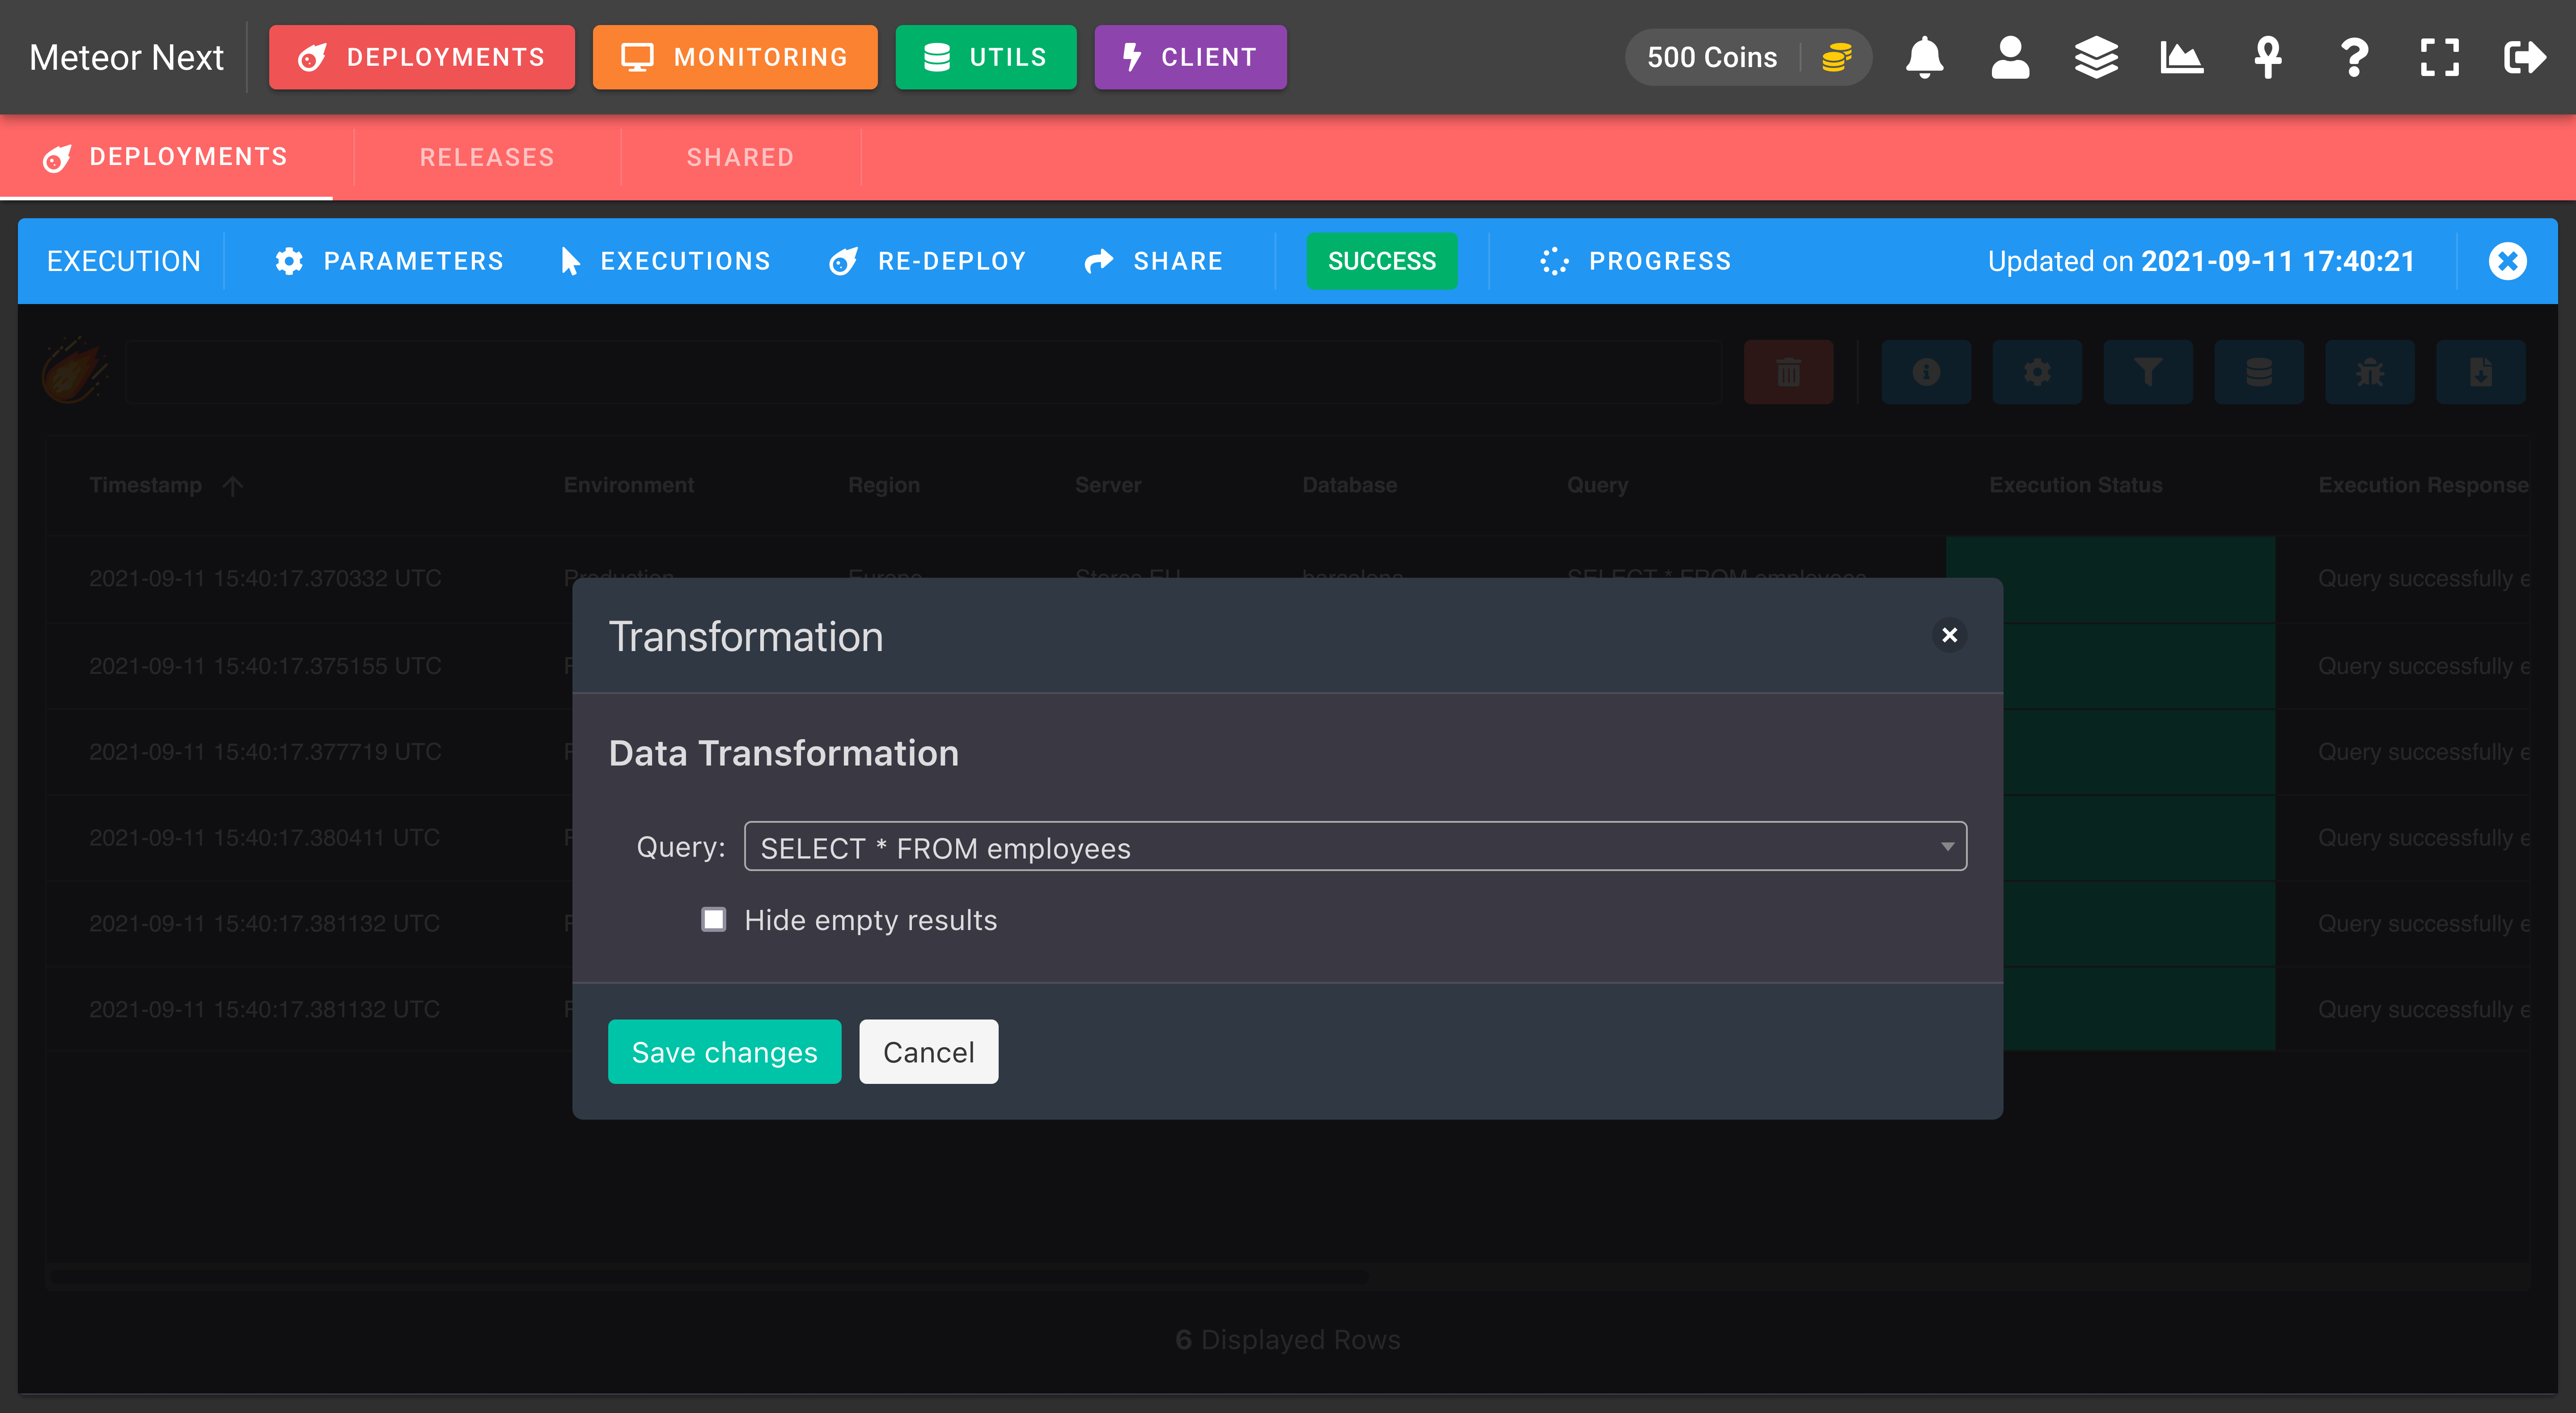 Meteor Next DEPLOYMENTS MONITORING UTILS CLIENT 500 Coins
DEPLOYMENTS RELEASES SHARED
EXECUTION PARAMETERS EXECUTIONS RE-DEPLOY SHARE SUCCESS PROGRESS Updated on 2021-09-11 17:40:21
Timestamp Environment Region Server Database Query Execution Status Execution Response
2021-09-11 15:40:17.370332 UTC Production Europe Stores EU barcelona SELECT * FROM employees Query successfully e
2021-09-11 15:40:17.375155 UTC Query successfully e
2021-09-11 15:40:17.377719 UTC Query successfully e
2021-09-11 15:40:17.380411 UTC Query successfully e
2021-09-11 15:40:17.381132 UTC Query successfully e
2021-09-11 15:40:17.381132 UTC Query successfully e
Transformation
Data Transformation
Query: SELECT * FROM employees
Hide empty results
Save changes Cancel
6 Displayed Rows